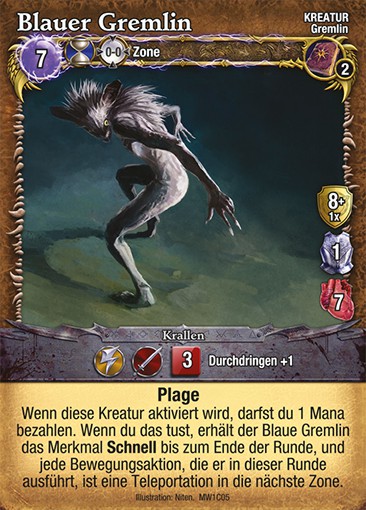 Blauer Gremlin
KREATUR
Gremlin
7
0-0
Zone
2
8+
1x
1
7
Krallen
3
Durchdringen +1
Plage
Wenn diese Kreatur aktiviert wird, darfst du 1 Mana
bezahlen. Wenn du das tust, erhält der Blaue Gremlin
das Merkmal Schnell bis zum Ende der Runde, und
jede Bewegungsaktion, die er in dieser Runde
ausführt, ist eine Teleportation in die nächste Zone.
Illustration: Niten. MW1C05